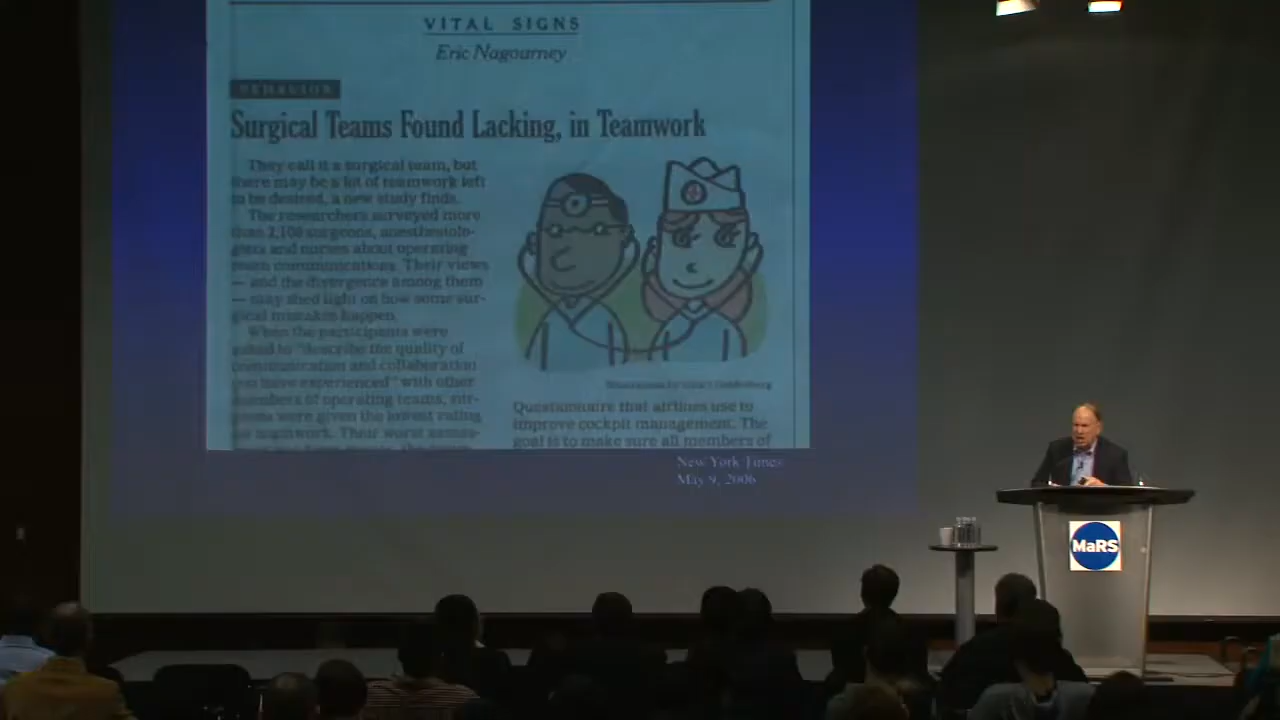 VITAL SIGNS
Eric Nagourney
BEHAVIOR
Surgical Teams Found Lacking, in Teamwork
They call it a surgical team, but
there may be a lot of teamwork left
to be desired, a new study finds.
The researchers surveyed more
than 2,100 surgeons, anesthesiolo-
gists and nurses about operating
room communications. Their views
— and the divergence among them
— may shed light on how some sur-
gical mistakes happen.
When the participants were
asked to "describe the quality of
communication and collaboration
you have experienced" with other
members of operating teams, sur-
geons were given the lowest rating
for teamwork. Their worst
Illustrations by
Questionnaire that airlines use to
improve cockpit management. The
goal is to make sure all members of
New York Times
May 9, 2006
MaRS